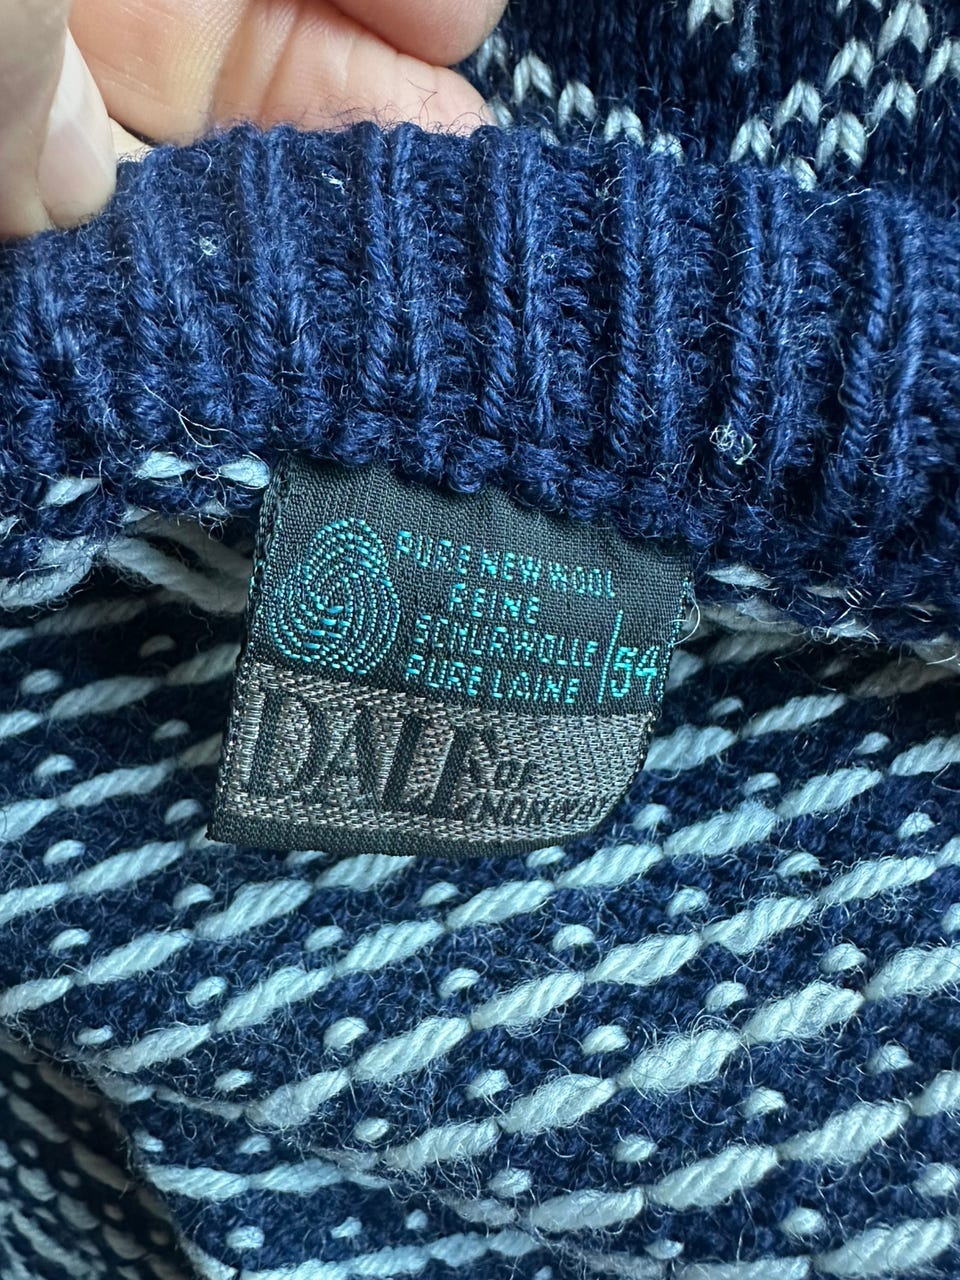 PURE NEW WOOL
REINE
SCHURWOLLE
PURE LAINE /54
DALE OF
NORWAY